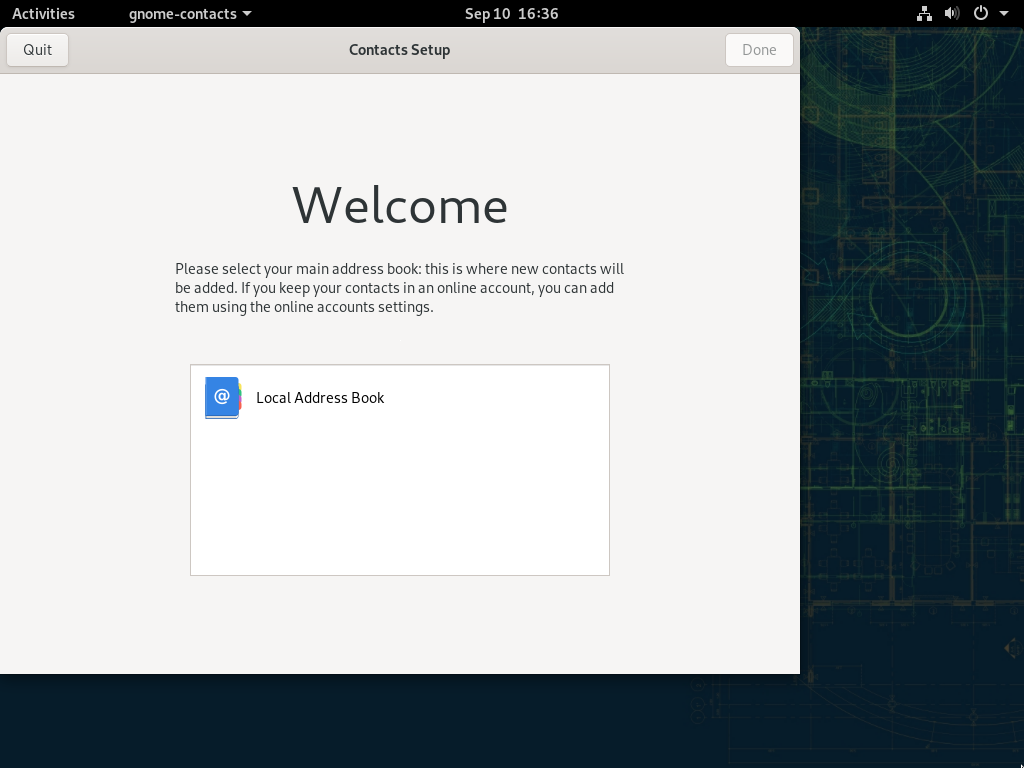 Activities
gnome-contacts
Sep 10 16:36
Quit
Contacts Setup
Done
Welcome
Please select your main address book: this is where new contacts will
be added. If you keep your contacts in an online account, you can add
them using the online accounts settings.
@
Local Address Book